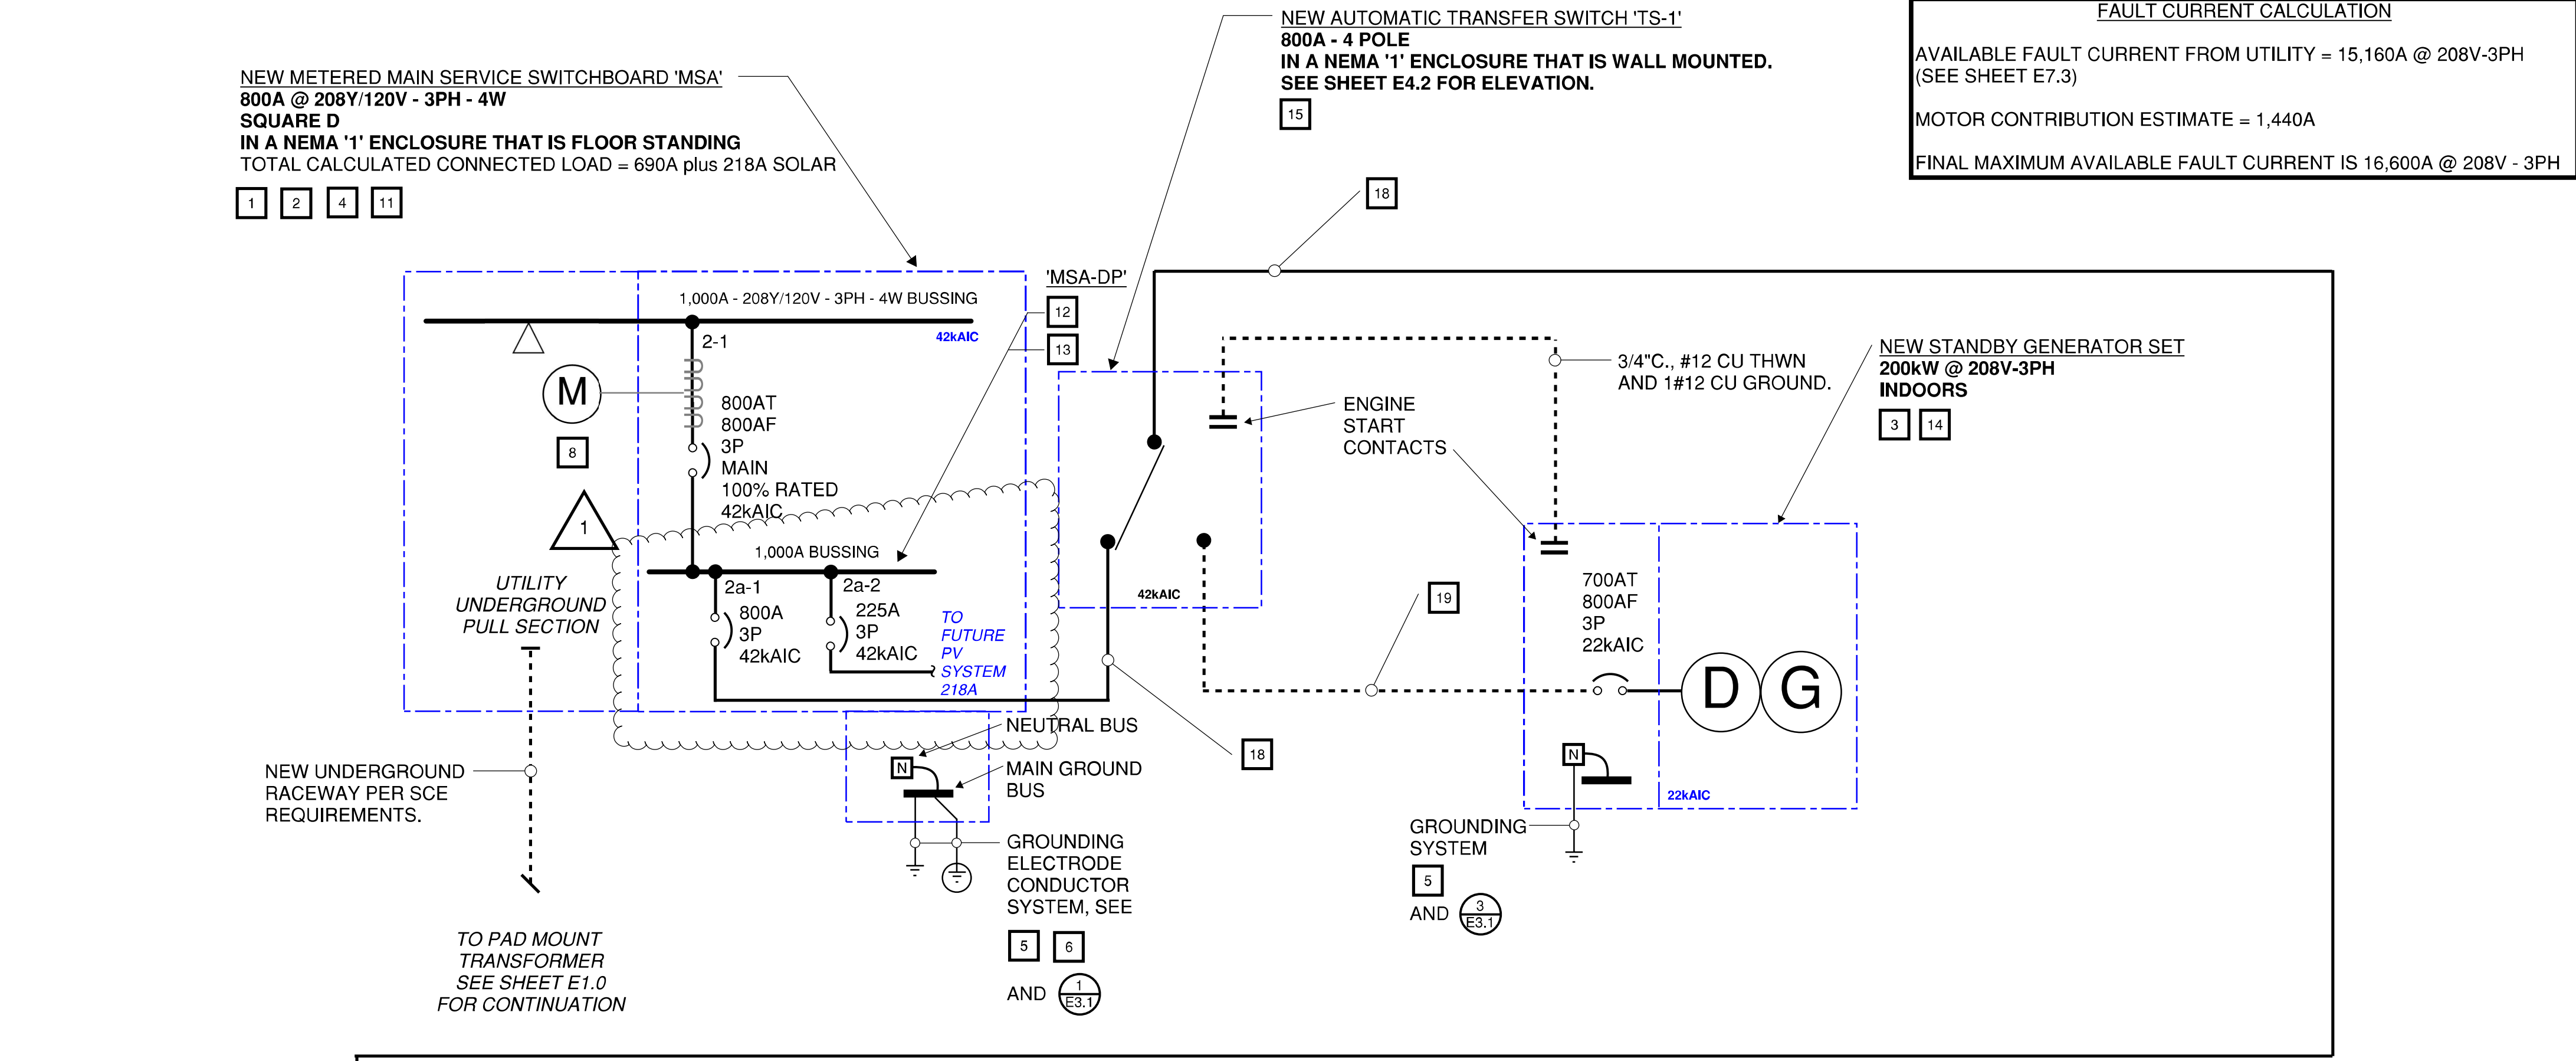 NEW METERED MAIN SERVICE SWITCHBOARD 'MSA'
800A @ 208Y/120V - 3PH - 4W
SQUARE D
IN A NEMA '1' ENCLOSURE THAT IS FLOOR STANDING
TOTAL CALCULATED CONNECTED LOAD = 690A plus 218A SOLAR
1 2 4 11
NEW AUTOMATIC TRANSFER SWITCH 'TS-1'
800A - 4 POLE
IN A NEMA '1' ENCLOSURE THAT IS WALL MOUNTED.
SEE SHEET E4.2 FOR ELEVATION.
15
FAULT CURRENT CALCULATION
AVAILABLE FAULT CURRENT FROM UTILITY = 15,160A @ 208V-3PH
(SEE SHEET E7.3)
MOTOR CONTRIBUTION ESTIMATE = 1,440A
FINAL MAXIMUM AVAILABLE FAULT CURRENT IS 16,600A @ 208V - 3PH
18
'MSA-DP'
12
13
1,000A - 208Y/120V - 3PH - 4W BUSSING
42kAIC
2-1
M
8
800AT
800AF
3P
MAIN
100% RATED
42kAIC
1
1,000A BUSSING
2a-1
800A
3P
42kAIC
2a-2
225A
3P
42kAIC
TO
FUTURE
PV
SYSTEM
218A
UTILITY
UNDERGROUND
PULL SECTION
NEW UNDERGROUND
RACEWAY PER SCE
REQUIREMENTS.
TO PAD MOUNT
TRANSFORMER
SEE SHEET E1.0
FOR CONTINUATION
NEUTRAL BUS
N
MAIN GROUND
BUS
GROUNDING
ELECTRODE
CONDUCTOR
SYSTEM, SEE
5 6
AND 1
E3.1
18
42kAIC
ENGINE
START
CONTACTS
3/4"C., #12 CU THWN
AND 1#12 CU GROUND.
NEW STANDBY GENERATOR SET
200kW @ 208V-3PH
INDOORS
3 14
19
700AT
800AF
3P
22kAIC
D G
N
22kAIC
GROUNDING
SYSTEM
5
AND 3
E3.1